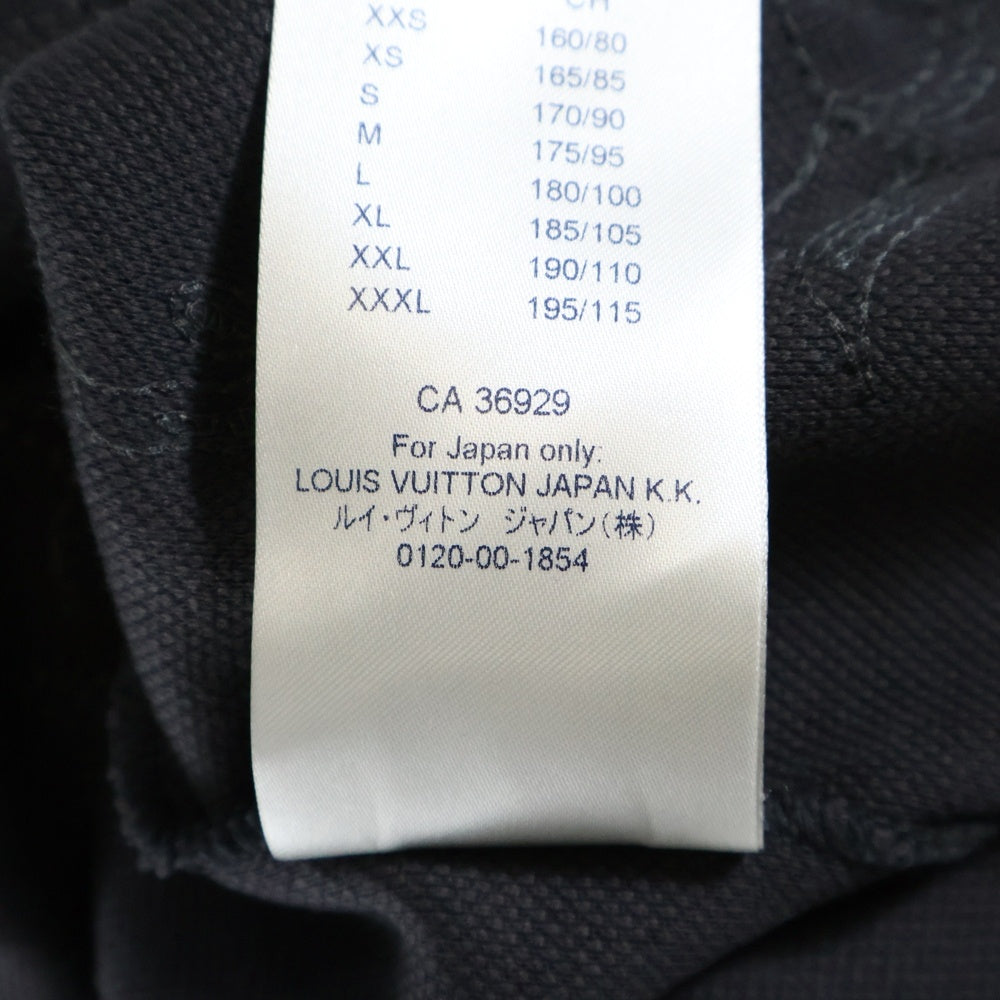 CH
XXS 160/80
XS 165/85
S 170/90
M 175/95
L 180/100
XL 185/105
XXL 190/110
XXXL 195/115
CA 36929
For Japan only:
LOUIS VUITTON JAPAN K.K.
ルイ・ヴィトン ジャパン(株)
0120-00-1854